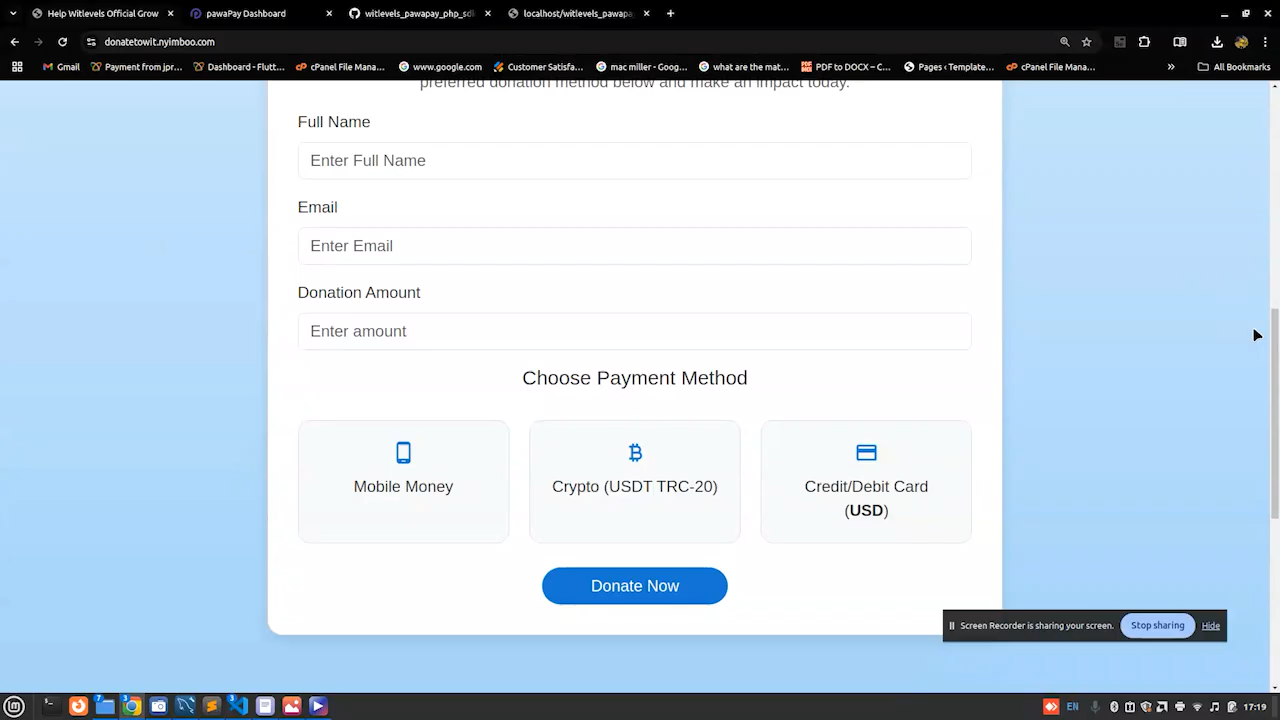 Help Witlevels Official Grow
pawaPay Dashboard
witlevels_pawapay_php_sdk
localhost/witlevels_pawapa
donatetowit.nyimboo.com
Gmail
Payment from jpr...
Dashboard - Flutt...
cPanel File Mana...
www.google.com
Customer Satisfa...
mac miller - Goog...
what are the mat...
PDF to DOCX – C...
Pages ‹ Template...
cPanel File Mana...
»
All Bookmarks
preferred donation method below and make an impact today.
Full Name
Enter Full Name
Email
Enter Email
Donation Amount
Enter amount
Choose Payment Method
Mobile Money
Crypto (USDT TRC-20)
Credit/Debit Card
(USD)
Donate Now
Screen Recorder is sharing your screen.
Stop sharing
Hide
7
3
3
EN
17:19